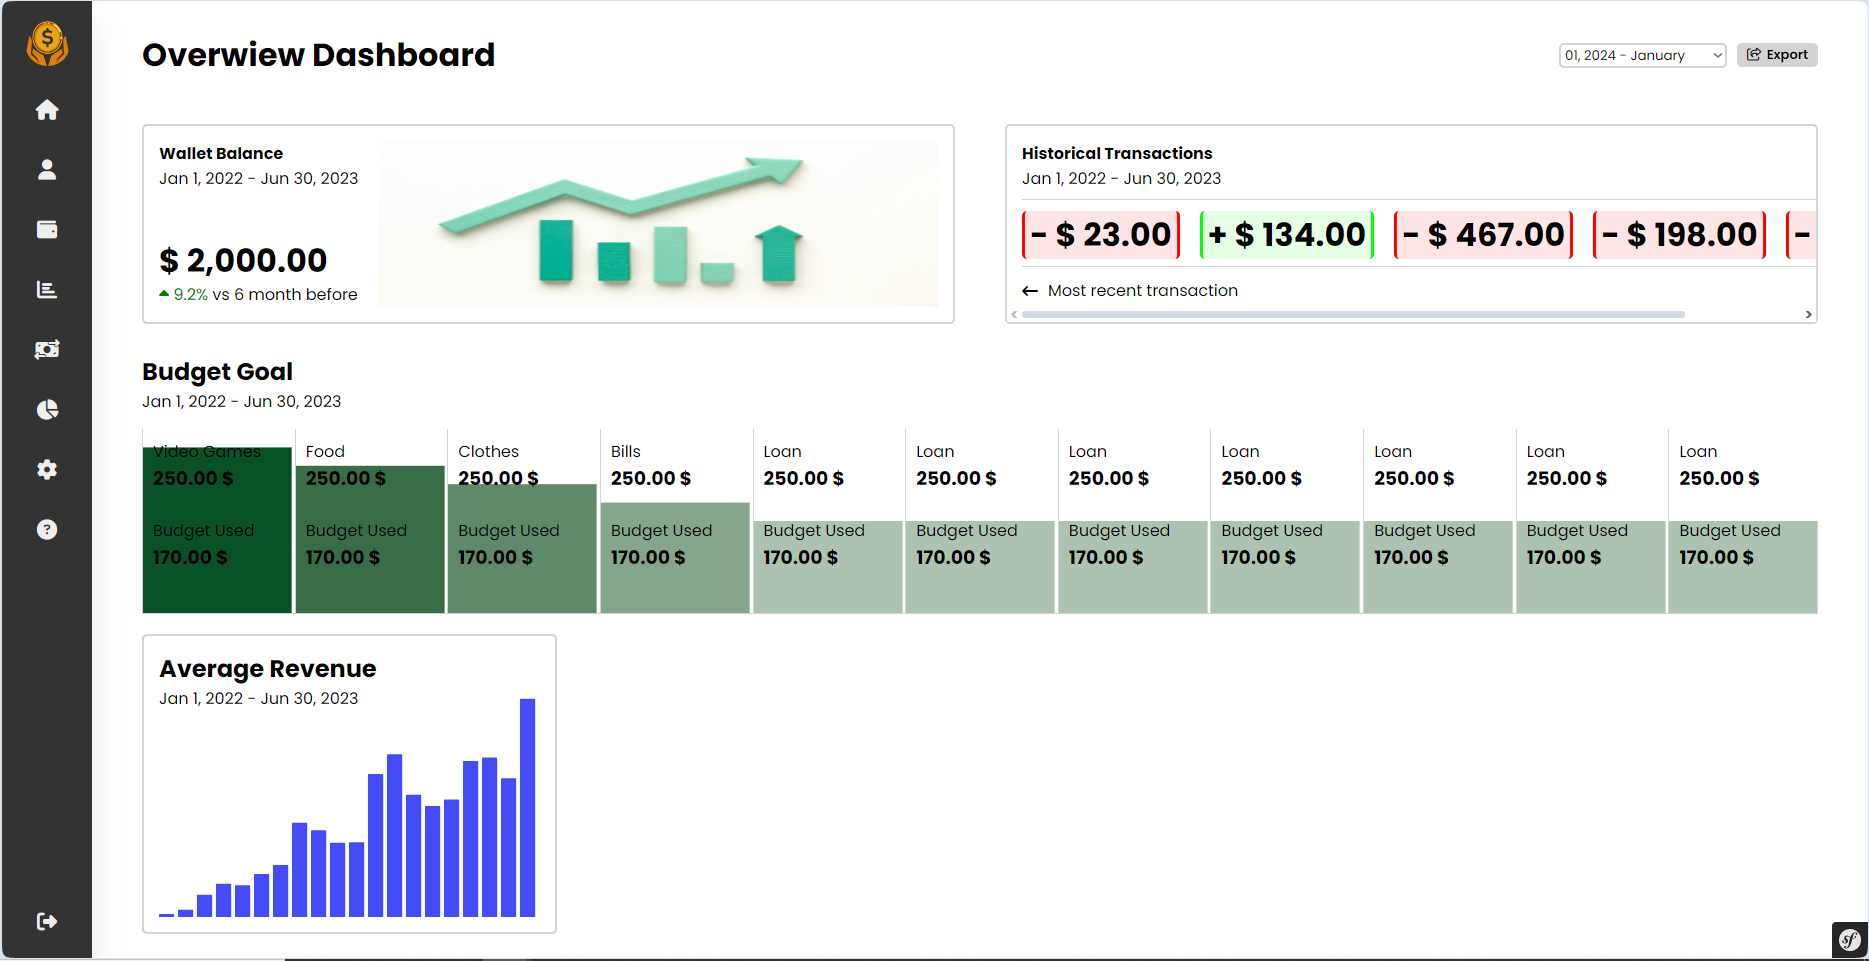 $
Overwiew Dashboard
01, 2024 - January
Export
Wallet Balance
Jan 1, 2022 - Jun 30, 2023
$ 2,000.00
9.2% vs 6 month before
Historical Transactions
Jan 1, 2022 - Jun 30, 2023
- $ 23.00
+ $ 134.00
- $ 467.00
- $ 198.00
-
← Most recent transaction
Budget Goal
Jan 1, 2022 - Jun 30, 2023
Video Games
250.00 $
Budget Used
170.00 $
Food
250.00 $
Budget Used
170.00 $
Clothes
250.00 $
Budget Used
170.00 $
Bills
250.00 $
Budget Used
170.00 $
Loan
250.00 $
Budget Used
170.00 $
Loan
250.00 $
Budget Used
170.00 $
Loan
250.00 $
Budget Used
170.00 $
Loan
250.00 $
Budget Used
170.00 $
Loan
250.00 $
Budget Used
170.00 $
Loan
250.00 $
Budget Used
170.00 $
Loan
250.00 $
Budget Used
170.00 $
Average Revenue
Jan 1, 2022 - Jun 30, 2023
?
sf